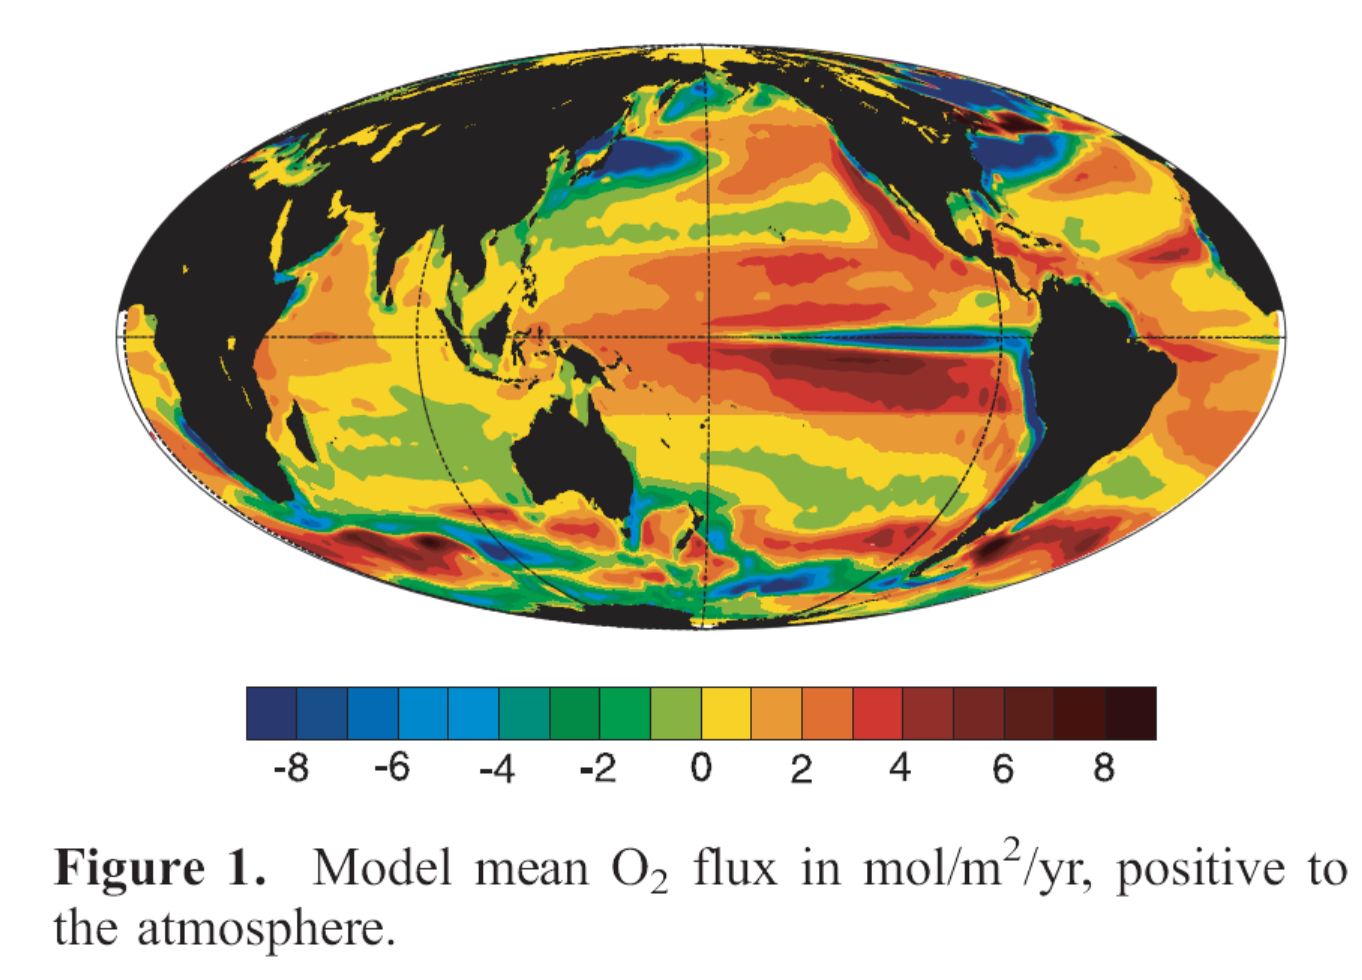 -8 -6 -4 -2 0 2 4 6 8
Figure 1. Model mean O₂ flux in mol/m²/yr, positive to
the atmosphere.